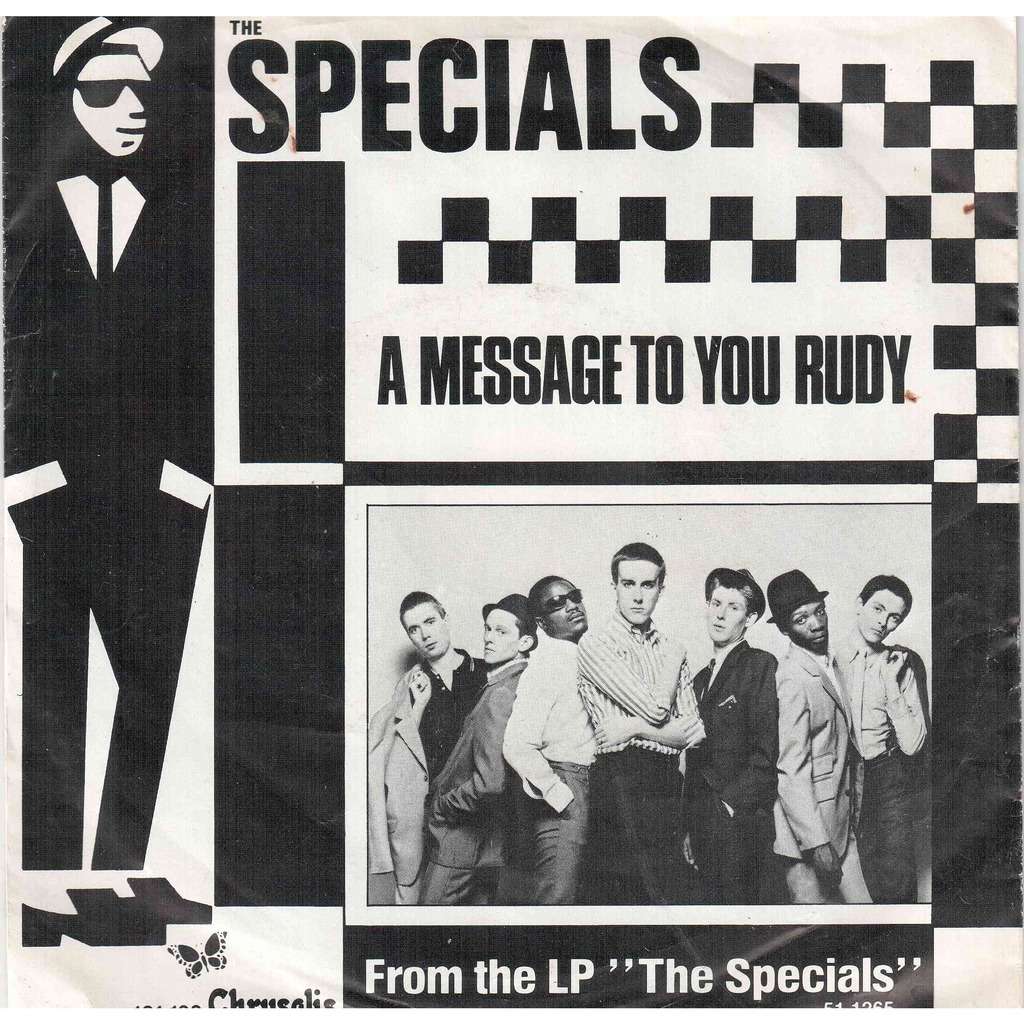 THE
SPECIALS
A MESSAGE TO YOU RUDY
From the LP ’’The Specials’’
Chrysalis